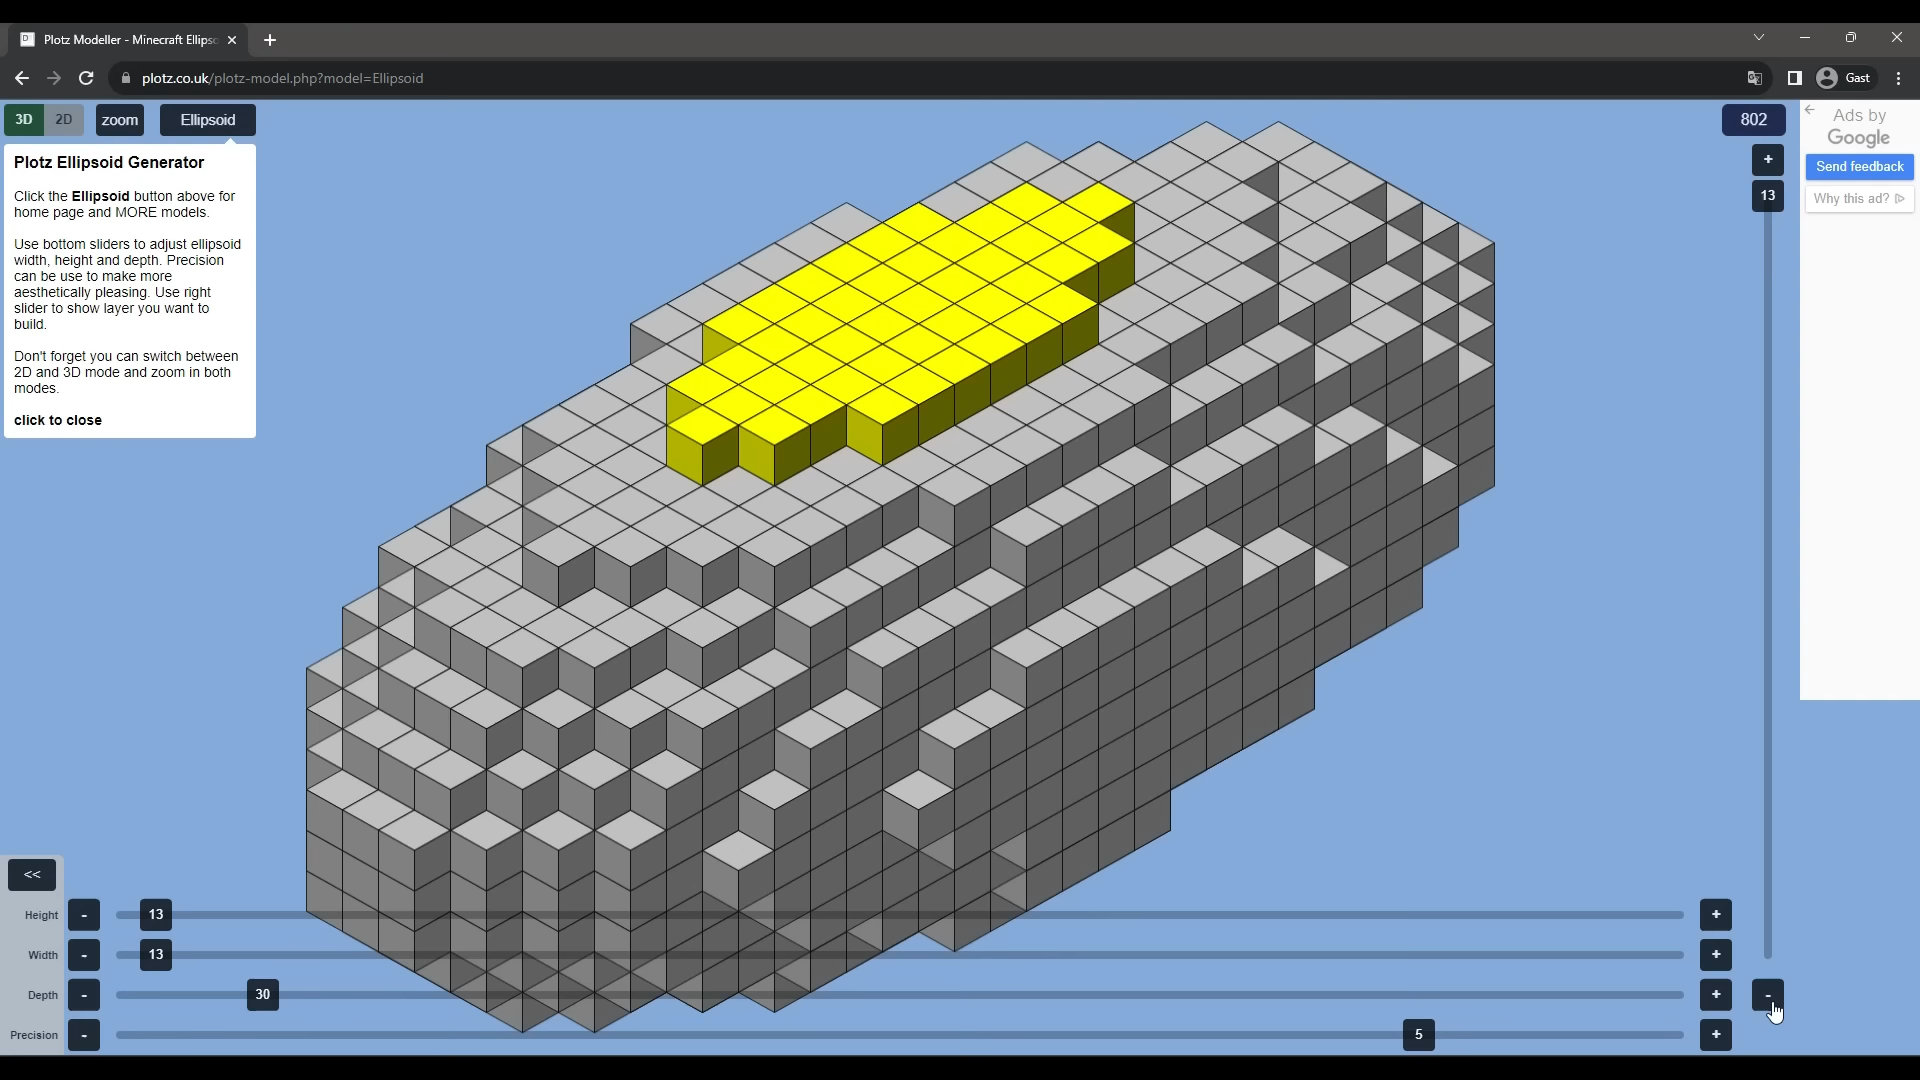 Plotz Modeller - Minecraft Ellipso
plotz.co.uk/plotz-model.php?model=Ellipsoid
Gast
3D 2D zoom Ellipsoid
802
Ads by
Google
Send feedback
Why this ad?
+
13
Plotz Ellipsoid Generator
Click the Ellipsoid button above for
home page and MORE models.
Use bottom sliders to adjust ellipsoid
width, height and depth. Precision
can be use to make more
aesthetically pleasing. Use right
slider to show layer you want to
build.
Don't forget you can switch between
2D and 3D mode and zoom in both
modes.
click to close
<<
Height - 13 +
Width - 13 +
Depth - 30 + -
Precision - 5 +